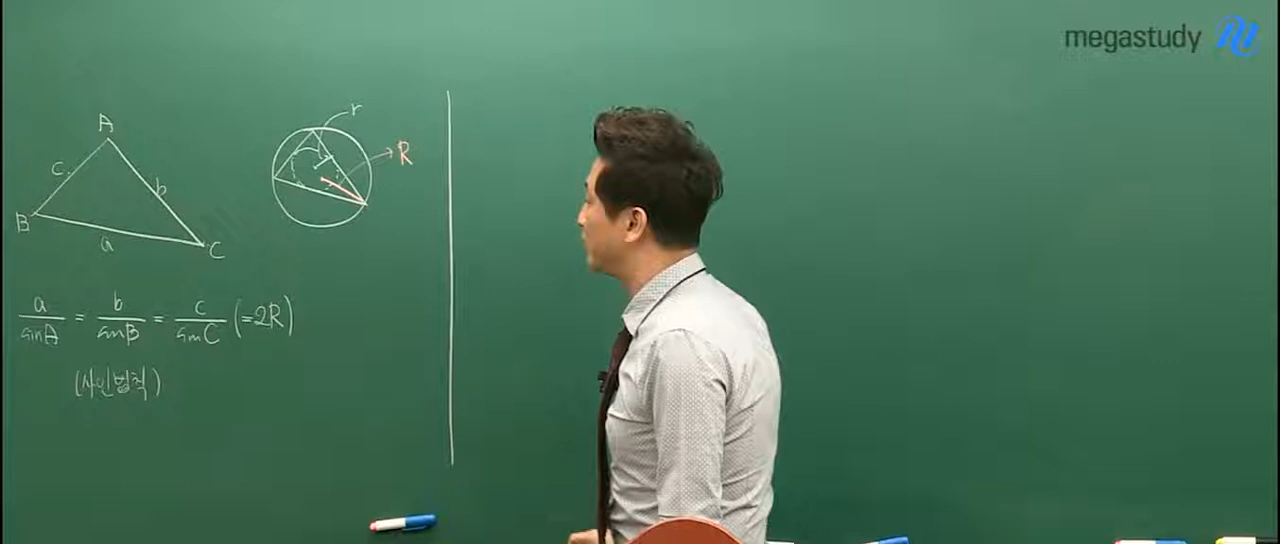 megastudy
A
c
b
B
a
C
r
R
a/sinA = b/sinB = c/sinC (=2R)
(사인법칙)